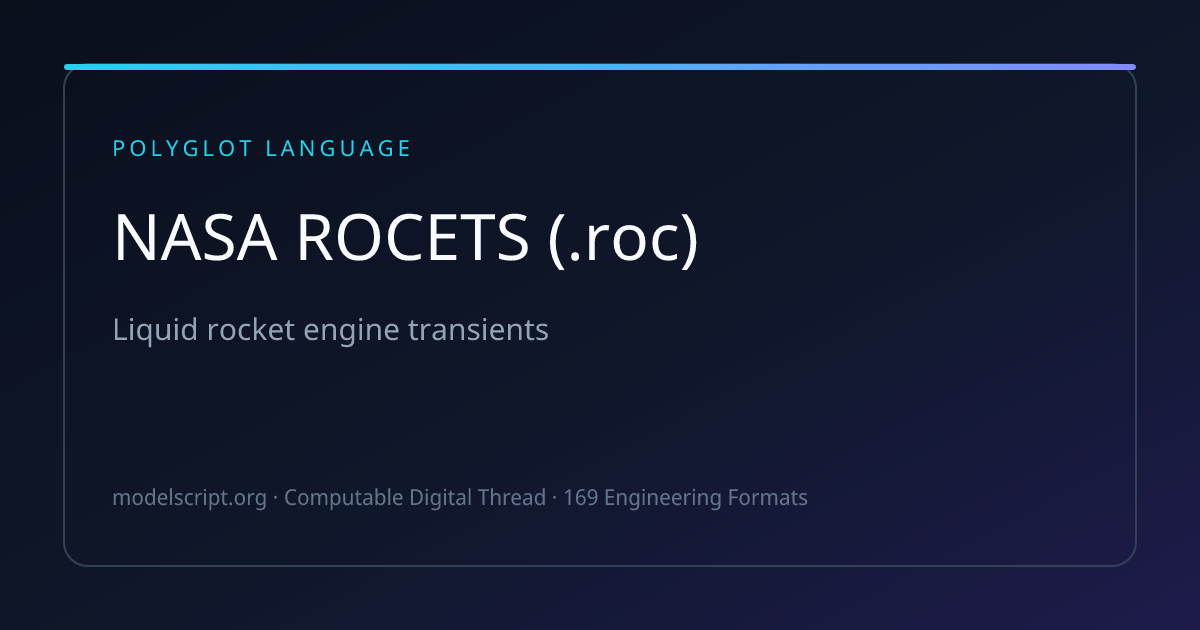 POLYGLOT LANGUAGE
NASA ROCETS (.roc)
Liquid rocket engine transients
modelscript.org · Computable Digital Thread · 169 Engineering Formats